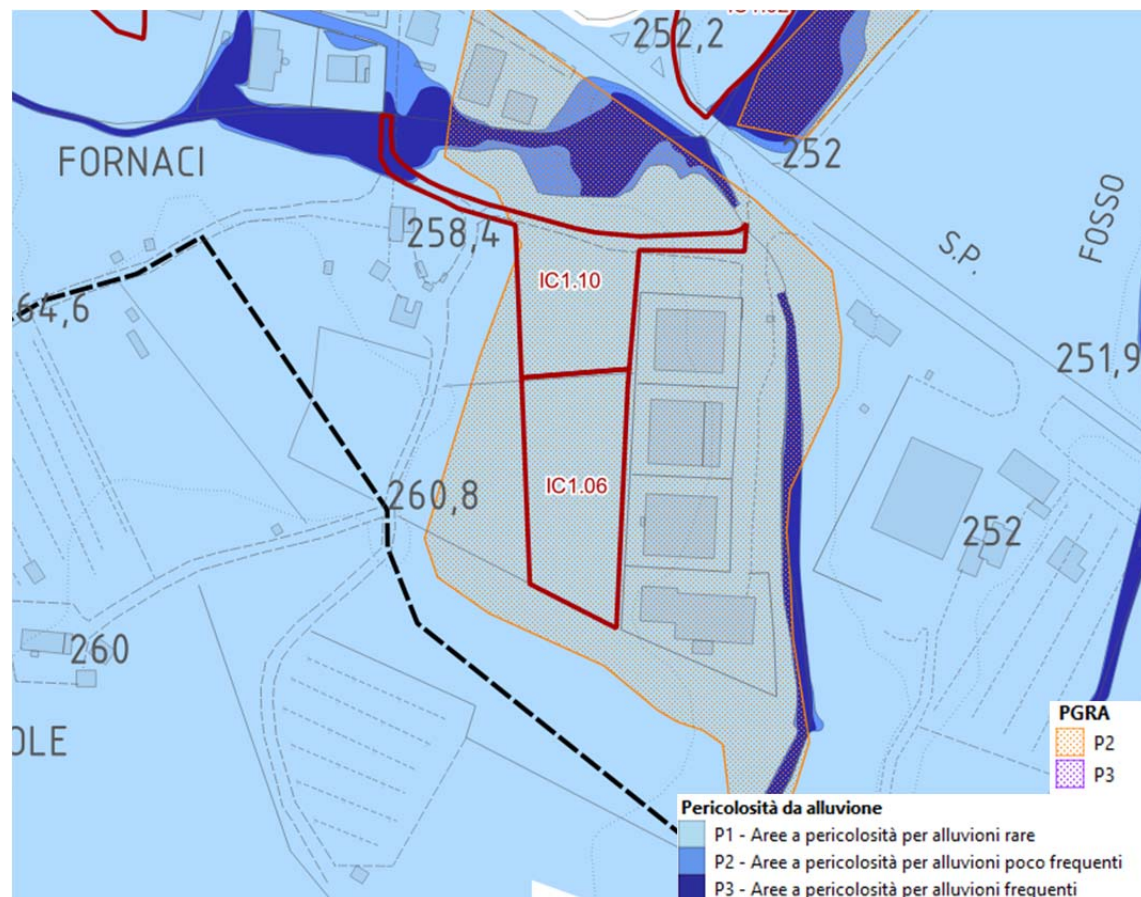 252,2
FORNACI
252
258,4
S.P.
FOSSO
IC1.10
64,6
251,9
IC1.06
260,8
252
260
OLE
PGRA
P2
P3
Pericolosità da alluvione
P1 - Aree a pericolosità per alluvioni rare
P2 - Aree a pericolosità per alluvioni poco frequenti
P3 - Aree a pericolosità per alluvioni frequenti